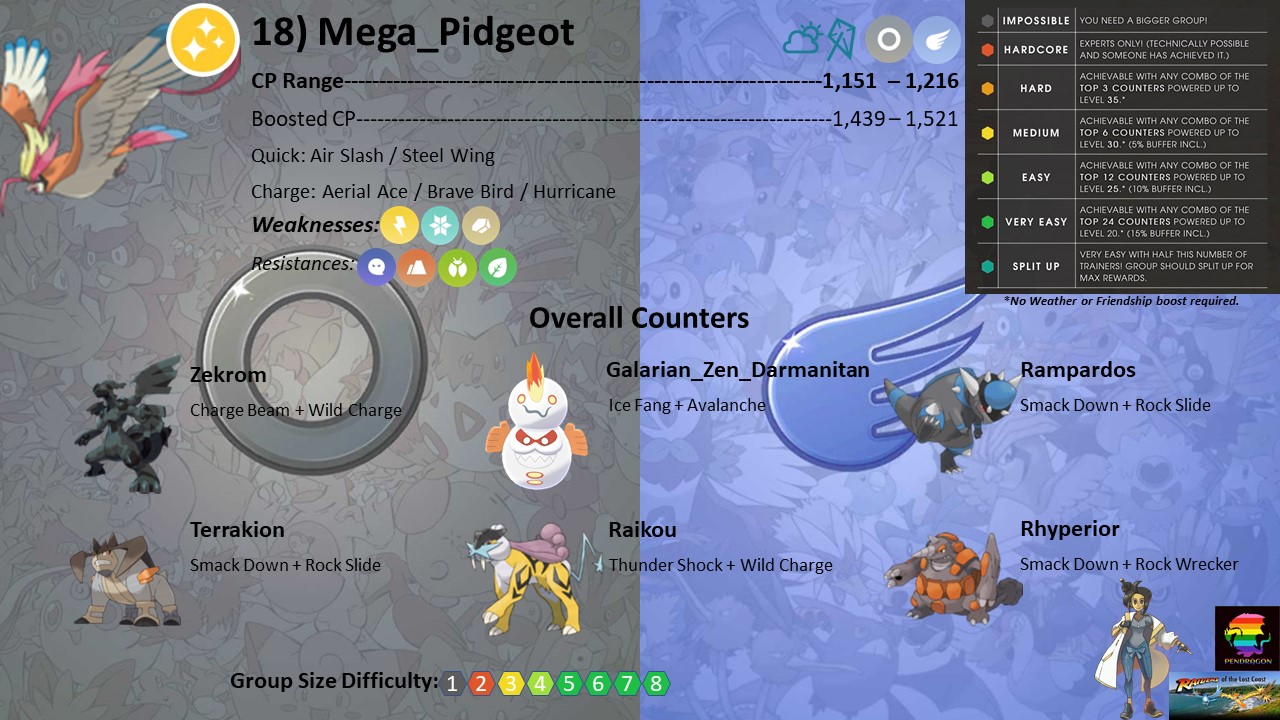 18) Mega_Pidgeot
CP Range--------------------------------------------------------------------1,151 – 1,216
Boosted CP--------------------------------------------------------------------1,439 – 1,521
Quick: Air Slash / Steel Wing
Charge: Aerial Ace / Brave Bird / Hurricane
Weaknesses:
Resistances:
IMPOSSIBLE
YOU NEED A BIGGER GROUP!
HARDCORE
EXPERTS ONLY! (TECHNICALLY POSSIBLE
AND SOMEONE HAS ACHIEVED IT.)
HARD
ACHIEVABLE WITH ANY COMBO OF THE
TOP 3 COUNTERS POWERED UP TO
LEVEL 35.*
MEDIUM
ACHIEVABLE WITH ANY COMBO OF THE
TOP 6 COUNTERS POWERED UP TO
LEVEL 30.* (5% BUFFER INCL.)
EASY
ACHIEVABLE WITH ANY COMBO OF THE
TOP 12 COUNTERS POWERED UP TO
LEVEL 25.* (10% BUFFER INCL.)
VERY EASY
ACHIEVABLE WITH ANY COMBO OF THE
TOP 24 COUNTERS POWERED UP TO
LEVEL 20.* (15% BUFFER INCL.)
SPLIT UP
VERY EASY WITH HALF THIS NUMBER OF
TRAINERS! GROUP SHOULD SPLIT UP FOR
MAX REWARDS.
*No Weather or Friendship boost required.
Overall Counters
Zekrom
Charge Beam + Wild Charge
Galarian_Zen_Darmanitan
Ice Fang + Avalanche
Rampardos
Smack Down + Rock Slide
Terrakion
Smack Down + Rock Slide
Raikou
Thunder Shock + Wild Charge
Rhyperior
Smack Down + Rock Wrecker
Group Size Difficulty: 1 2 3 4 5 6 7 8
PENDRAGON
RAIDERS of the Lost Coast